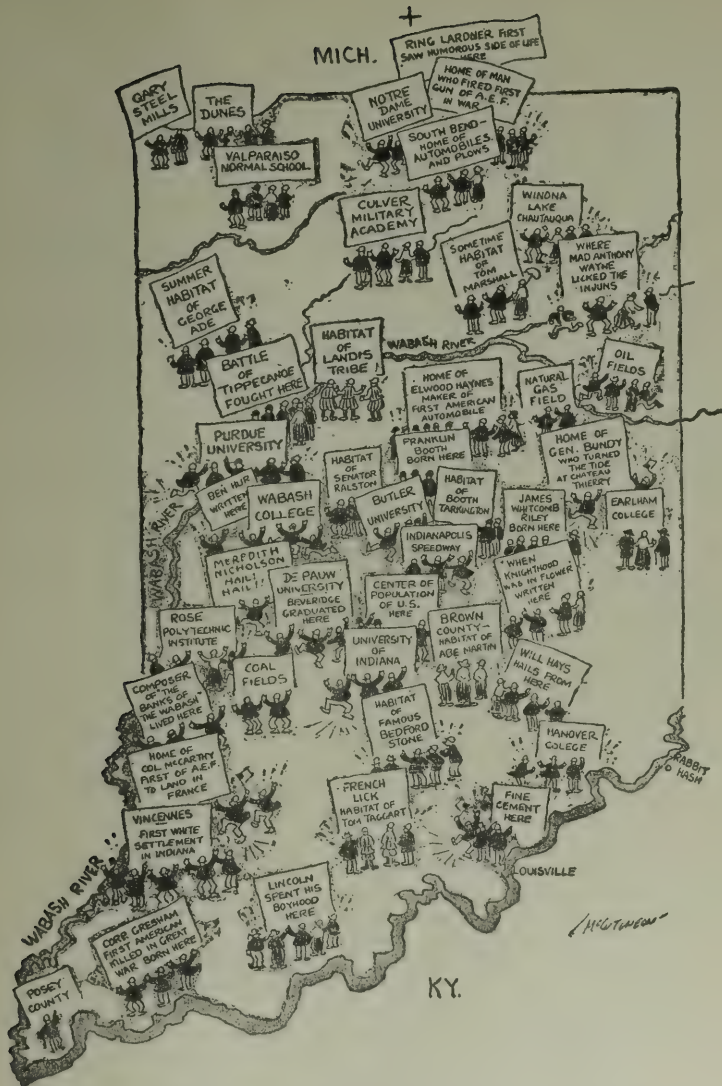 MICH.
RING LARDNER FIRST
SAW HUMOROUS SIDE OF LIFE
HERE
GARY
STEEL
MILLS
THE
DUNES
NOTRE
DAME
UNIVERSITY
HOME OF MAN
WHO FIRED FIRST
GUN OF A.E.F.
IN WAR
SOUTH BEND-
HOME OF
AUTOMOBILES
AND PLOWS
VALPARAISO
NORMAL SCHOOL
CULVER
MILITARY
ACADEMY
WINONA
LAKE
CHAUTAUQUA
SOMETIME
HABITAT
OF
TOM
MARSHALL
WHERE
MAD ANTHONY
WAYNE
LICKED THE
INJUNS
SUMMER
HABITAT
OF
GEORGE
ADE
BATTLE
OF
TIPPECANOE
FOUGHT HERE
HABITAT
OF
LANDIS
TRIBE
WABASH RIVER
HOME OF
ELWOOD HAYNES
MAKER OF
FIRST AMERICAN
AUTOMOBILE
NATURAL
GAS
FIELD
OIL
FIELDS
PURDUE
UNIVERSITY
FRANKLIN
BOOTH
BORN HERE
HOME OF
GEN. BUNDY
WHO TURNED
THE TIDE
AT CHATEAU
THIERRY
BEN HUR
WRITTEN
HERE
WABASH
COLLEGE
HABITAT
OF
SENATOR
RALSTON
BUTLER
UNIVERSITY
HABITAT
OF
BOOTH
TARKINGTON
JAMES
WHITCOMB
RILEY
BORN HERE
EARLHAM
COLLEGE
WABASH RIVER
INDIANAPOLIS
SPEEDWAY
MEREDITH
NICHOLSON
HAIL!
HAIL!
DE PAUW
UNIVERSITY
BEVERIDGE
GRADUATED
HERE
CENTER OF
POPULATION
OF U.S.
HERE
"WHEN
KNIGHTHOOD
WAS IN FLOWER
WRITTEN
HERE
ROSE
POLYTECHNIC
INSTITUTE
UNIVERSITY
OF
INDIANA
BROWN
COUNTY-
HABITAT OF
ABE MARTIN
COAL
FIELDS
WILL HAYS
HAILS FROM
HERE
COMPOSER
OF "THE
BANKS OF
THE WABASH"
LIVED HERE
HABITAT
OF
FAMOUS
BEDFORD
STONE
HANOVER
COLEGE
RABBIT
HASH
HOME OF
COL. MCCARTHY
FIRST OF A.E.F.
TO LAND IN
FRANCE
FRENCH
LICK
HABITAT OF
TOM TAGGART
FINE
CEMENT
HERE
VINCENNES
FIRST WHITE
SETTLEMENT
IN INDIANA
LOUISVILLE
WABASH RIVER!!
LINCOLN
SPENT HIS
BOYHOOD
HERE
CORP. GRESHAM
FIRST AMERICAN
KILLED IN GREAT
WAR BORN HERE
McCUTCHEON-
KY.
POSEY
COUNTY